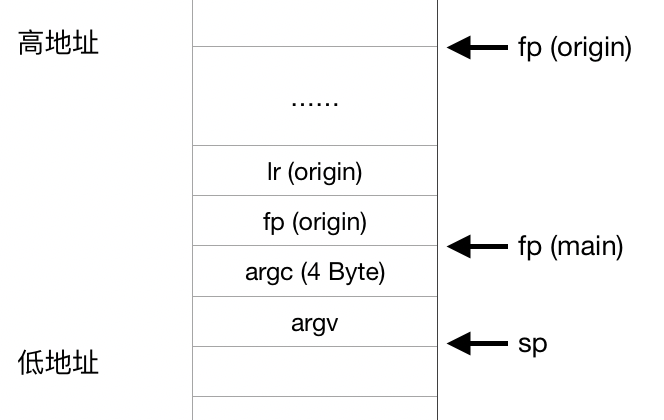 高地址
fp (origin)
......
lr (origin)
fp (origin)
fp (main)
argc (4 Byte)
argv
sp
低地址